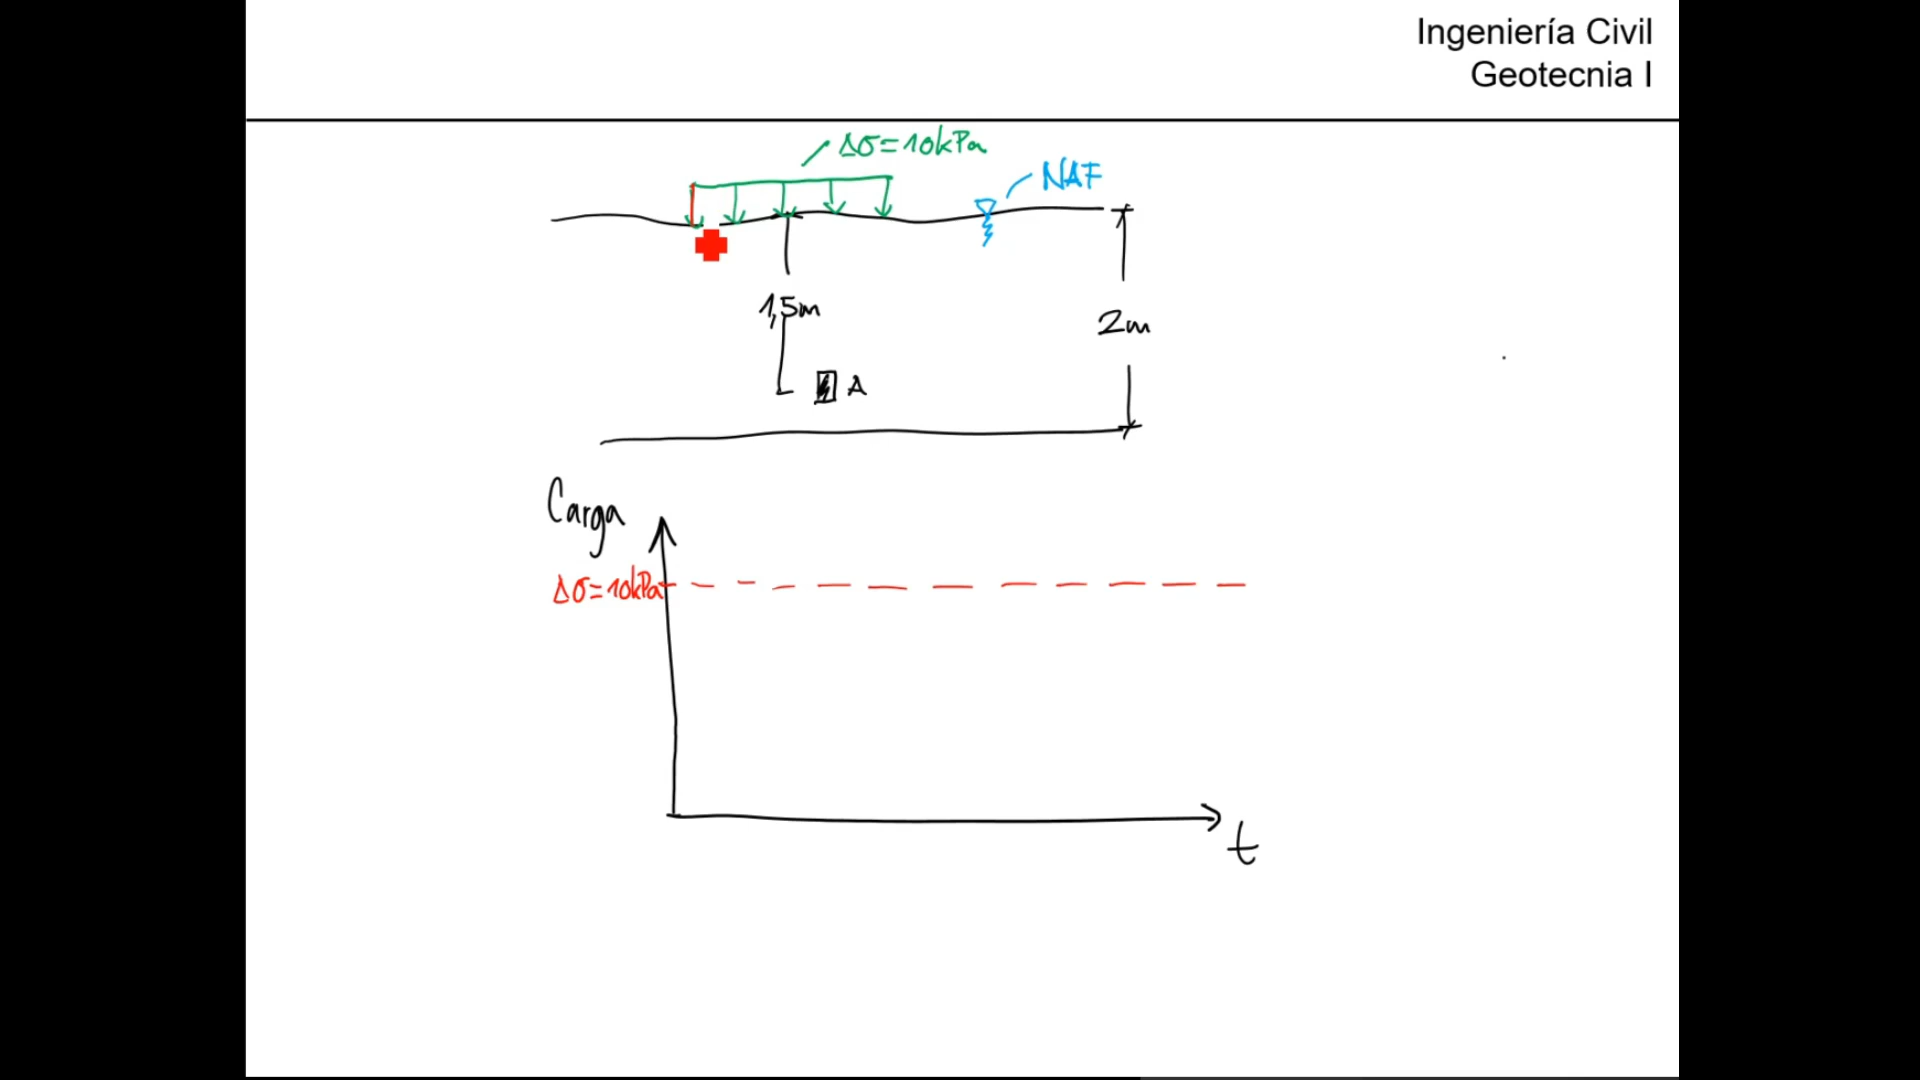 Ingeniería Civil
Geotecnia I
Δσ=10kPa
NAF
1,5m
2m
A
Carga
Δσ=10kPa
t